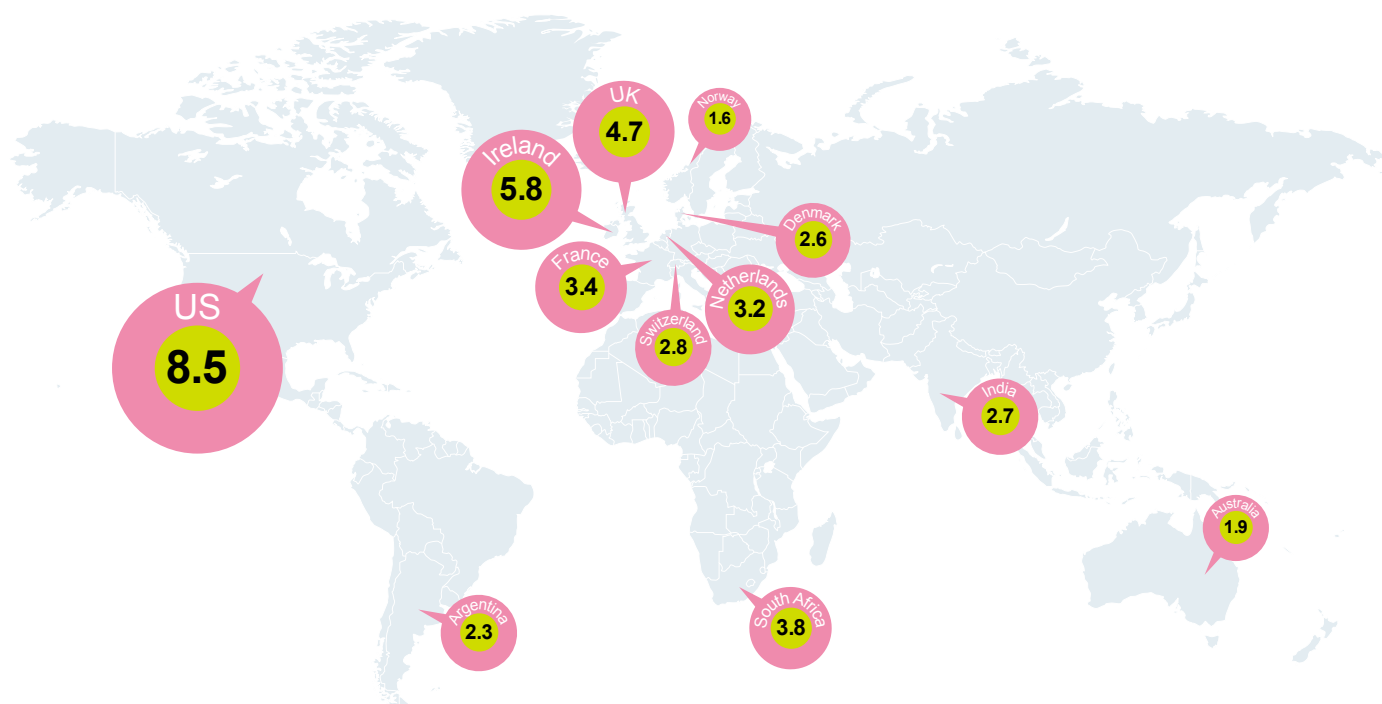 UK
4.7
Norway
1.6
Ireland
5.8
Denmark
2.6
France
3.4
Netherlands
3.2
US
8.5
Switzerland
2.8
India
2.7
Australia
1.9
Argentina
2.3
South Africa
3.8